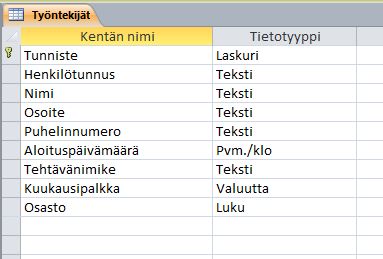 Työntekijät
Kentän nimi Tietotyyppi
Tunniste Laskuri
Henkilötunnus Teksti
Nimi Teksti
Osoite Teksti
Puhelinnumero Teksti
Aloituspäivämäärä Pvm./klo
Tehtävänimike Teksti
Kuukausipalkka Valuutta
Osasto Luku